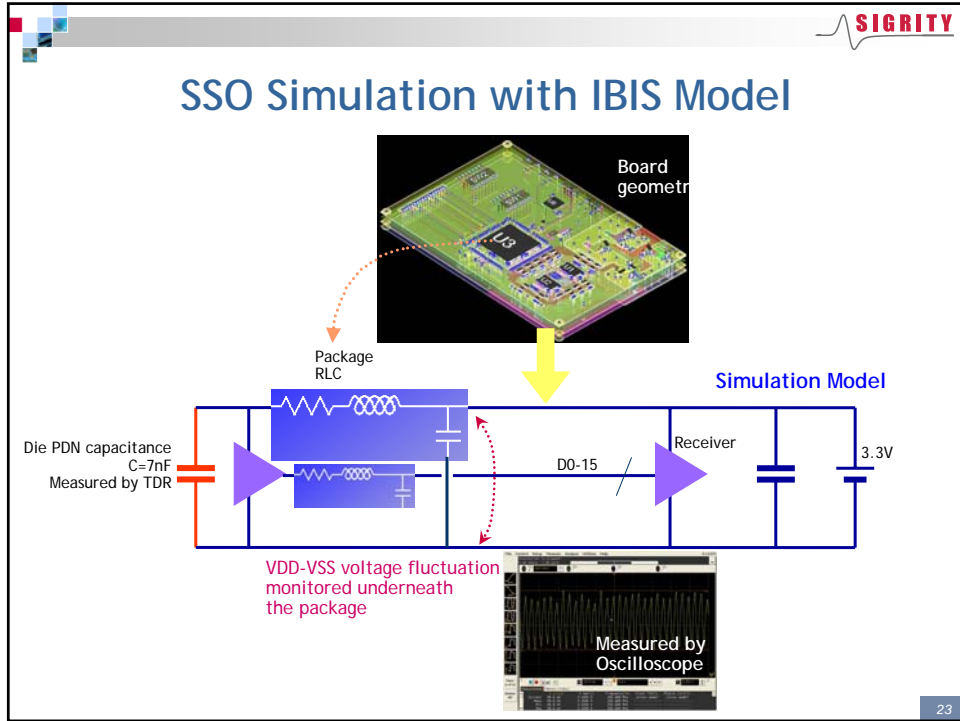 SIGRITY
SSO Simulation with IBIS Model
Board
geometr
U3
Package
RLC
Simulation Model
Die PDN capacitance
C=7nF
Measured by TDR
Receiver
3.3V
D0-15
VDD-VSS voltage fluctuation
monitored underneath
the package
Measured by
Oscilloscope
23